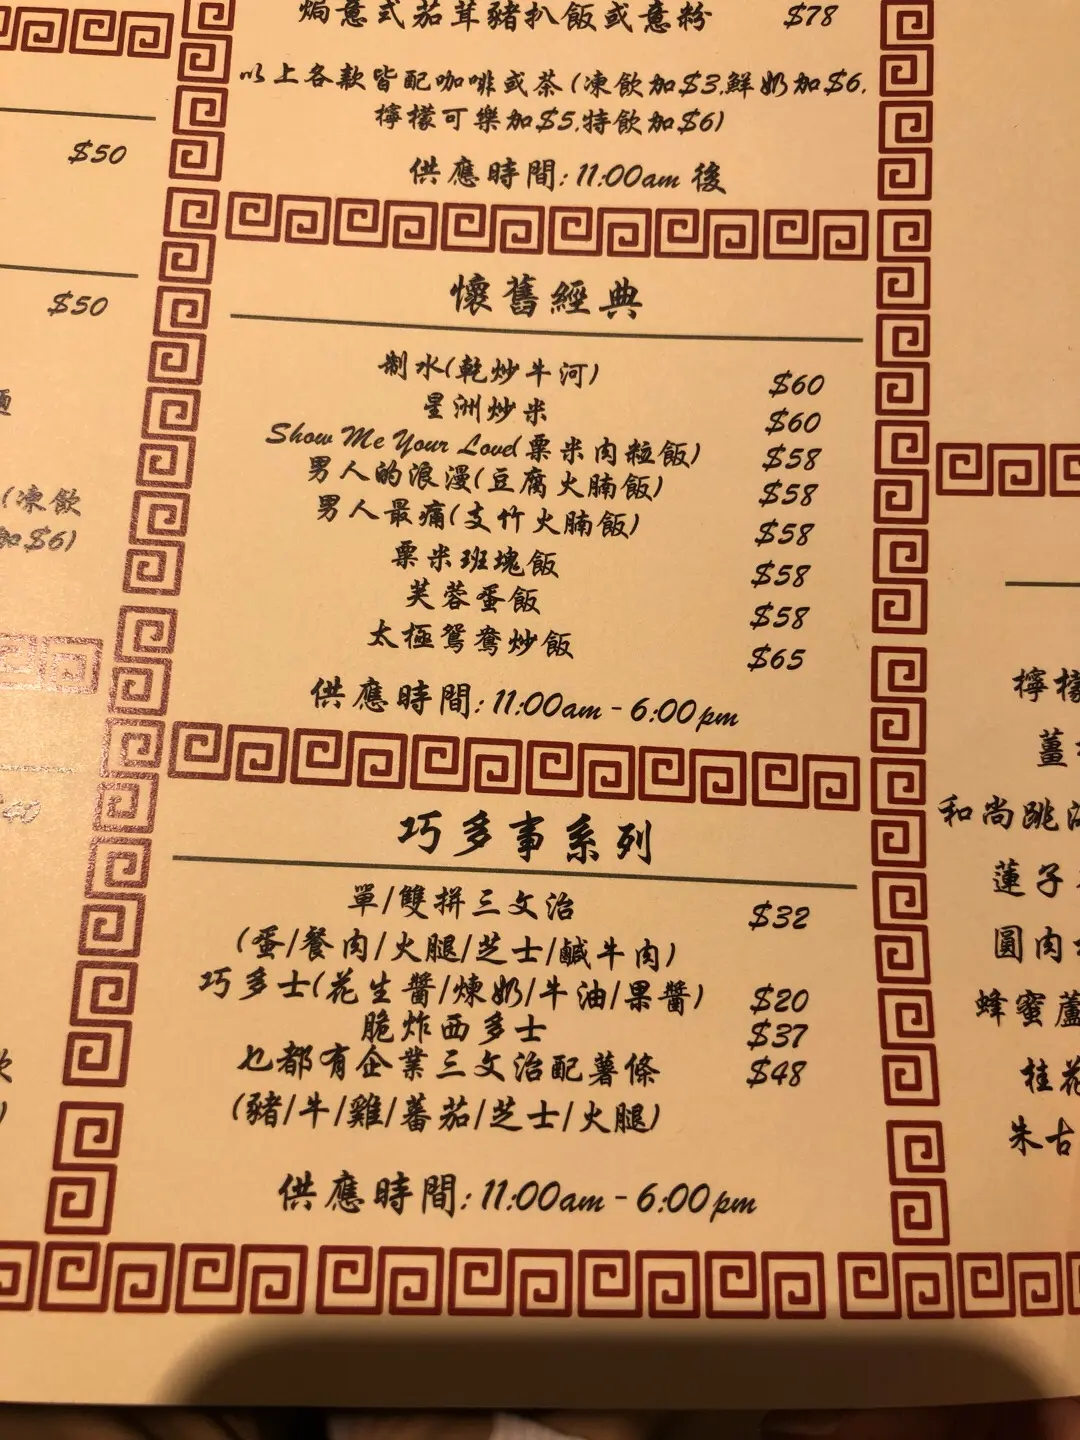 焗意式茄茸豬扒飯或意粉 $78
以上各款皆配咖啡或茶(凍飲加$3.鮮奶加$6.
檸檬可樂加$5.特飲加$6)
供應時間: 11:00am 後
$50
$50
(凍飲
加$6)
懷舊經典
制水(乾炒牛河) $60
星洲炒米 $60
Show Me Your Love(粟米肉粒飯) $58
男人的浪漫(豆腐火腩飯) $58
男人最痛(支竹火腩飯) $58
粟米班塊飯 $58
芙蓉蛋飯 $58
太極鴛鴦炒飯 $65
供應時間: 11:00am - 6:00pm
巧多事系列
單/雙拼三文治 $32
(蛋/餐肉/火腿/芝士/鹹牛肉)
巧多士(花生醬/煉奶/牛油/果醬) $20
脆炸西多士 $37
乜都有企業三文治配薯條 $48
(豬/牛/雞/蕃茄/芝士/火腿)
供應時間: 11:00am - 6:00pm
檸檬
薑
和尚跳
蓮子
圓肉
蜂蜜蘆
桂花
朱古